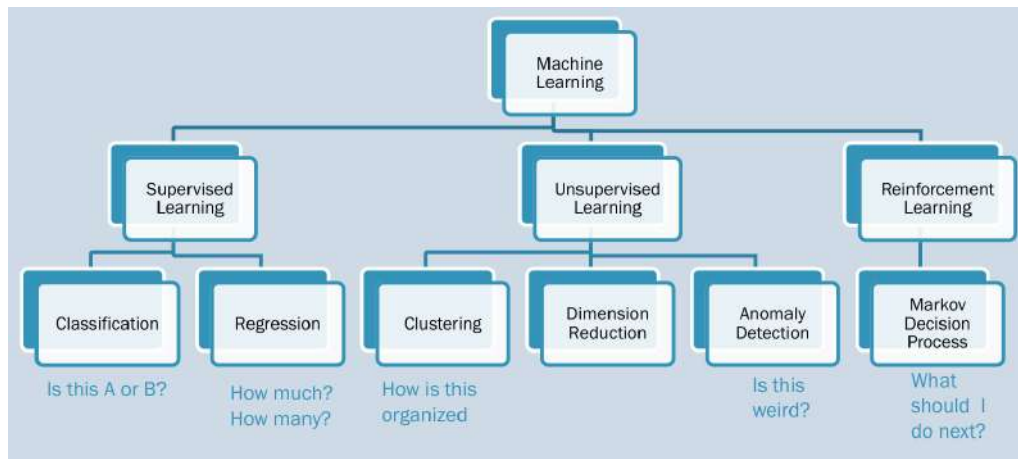 Machine
Learning
Supervised
Learning
Unsupervised
Learning
Reinforcement
Learning
Classification
Regression
Clustering
Dimension
Reduction
Anomaly
Detection
Markov
Decision
Process
Is this A or B?
How much?
How many?
How is this
organized
Is this
weird?
What
should I
do next?